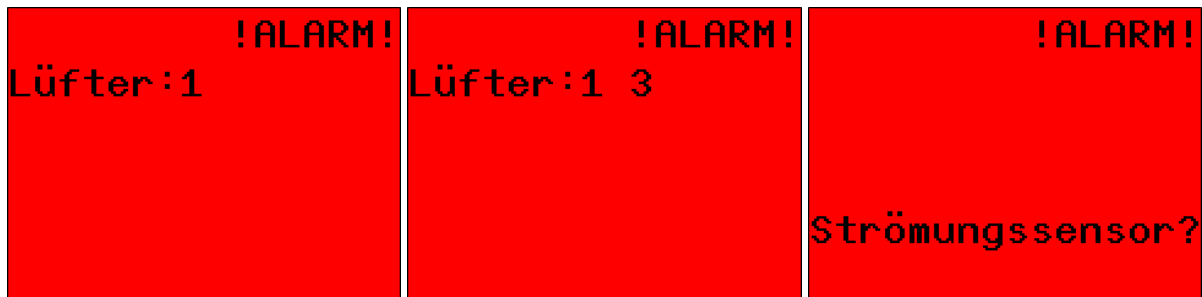 !ALARM!
Lüfter:1
!ALARM!
Lüfter:1 3
!ALARM!
Strömungssensor?